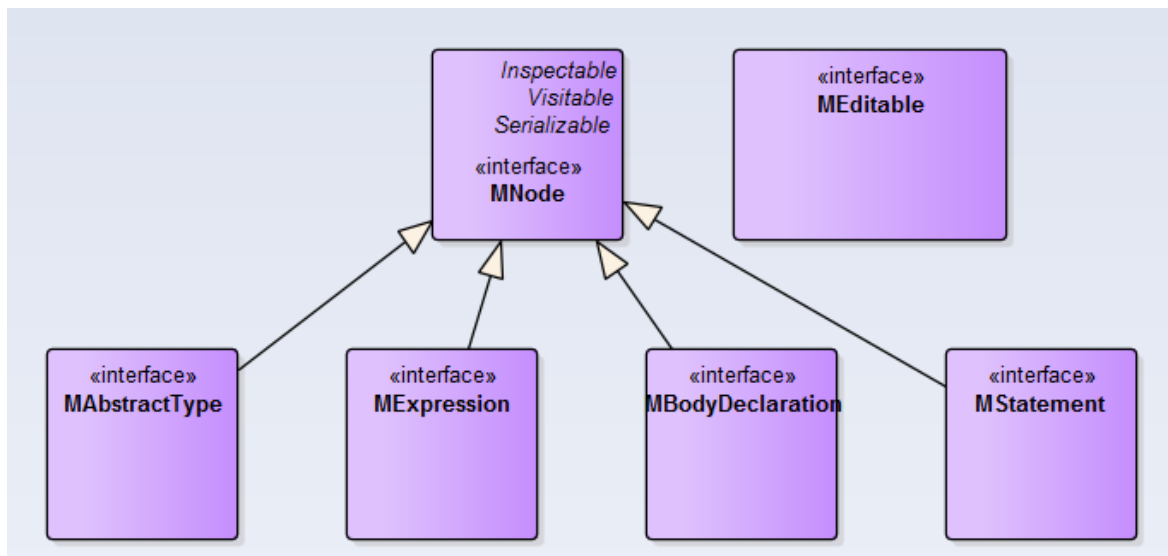 Inspectable
Visitable
Serializable
«interface»
MNode
«interface»
MEditable
«interface»
MAbstractType
«interface»
MExpression
«interface»
MBodyDeclaration
«interface»
MStatement